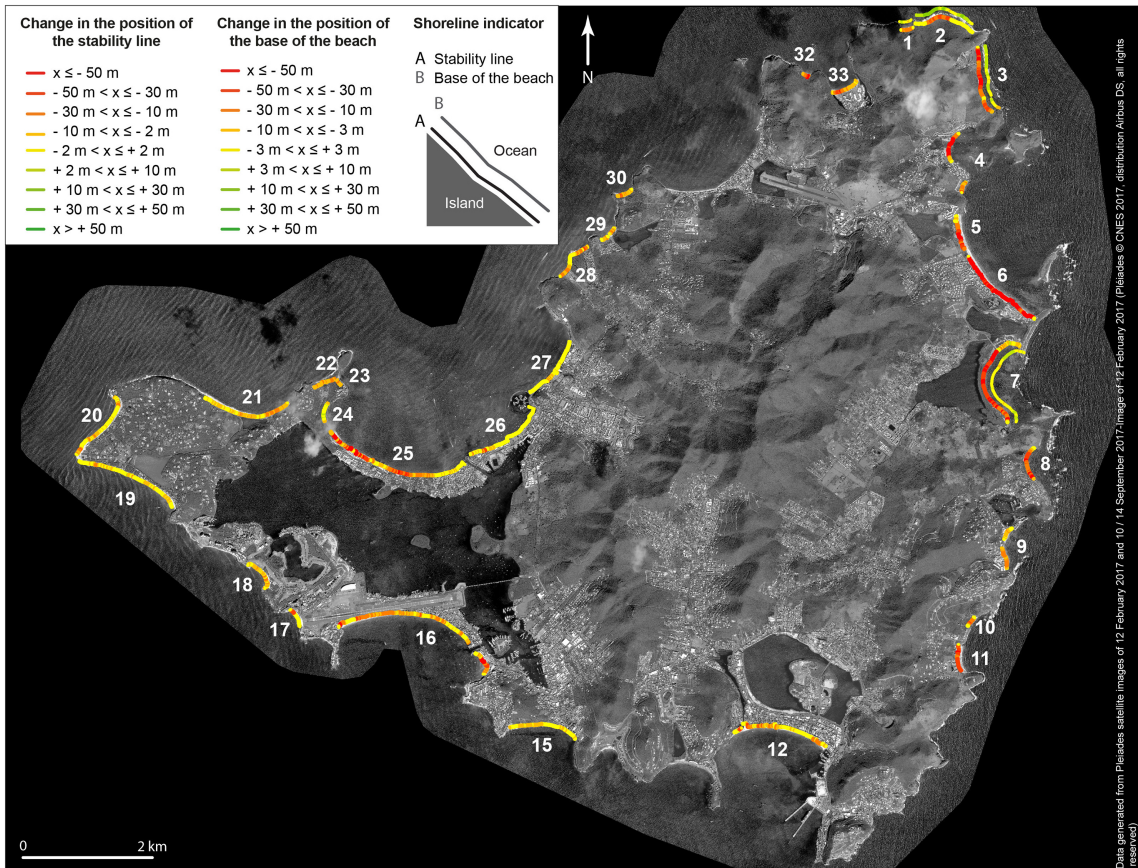 Change in the position of
the stability line
x ≤ - 50 m
- 50 m < x ≤ - 30 m
- 30 m < x ≤ - 10 m
- 10 m < x ≤ - 2 m
- 2 m < x ≤ + 2 m
+ 2 m < x ≤ + 10 m
+ 10 m < x ≤ + 30 m
+ 30 m < x ≤ + 50 m
x > + 50 m
Change in the position of
the base of the beach
x ≤ - 50 m
- 50 m < x ≤ - 30 m
- 30 m < x ≤ - 10 m
- 10 m < x ≤ - 3 m
- 3 m < x ≤ + 3 m
+ 3 m < x ≤ + 10 m
+ 10 m < x ≤ + 30 m
+ 30 m < x ≤ + 50 m
x > + 50 m
Shoreline indicator
A Stability line
B Base of the beach
B
A
Ocean
Island
N
1
2
3
32
33
4
30
29
28
5
6
27
7
22
23
24
21
20
26
25
8
19
9
18
17
16
10
11
15
12
0 2 km
Data generated from Pleiades satellite images of 12 February 2017 and 10 / 14 September 2017-Image of 12 February 2017 (Pléiades © CNES 2017, distribution Airbus DS, all rights
reserved)